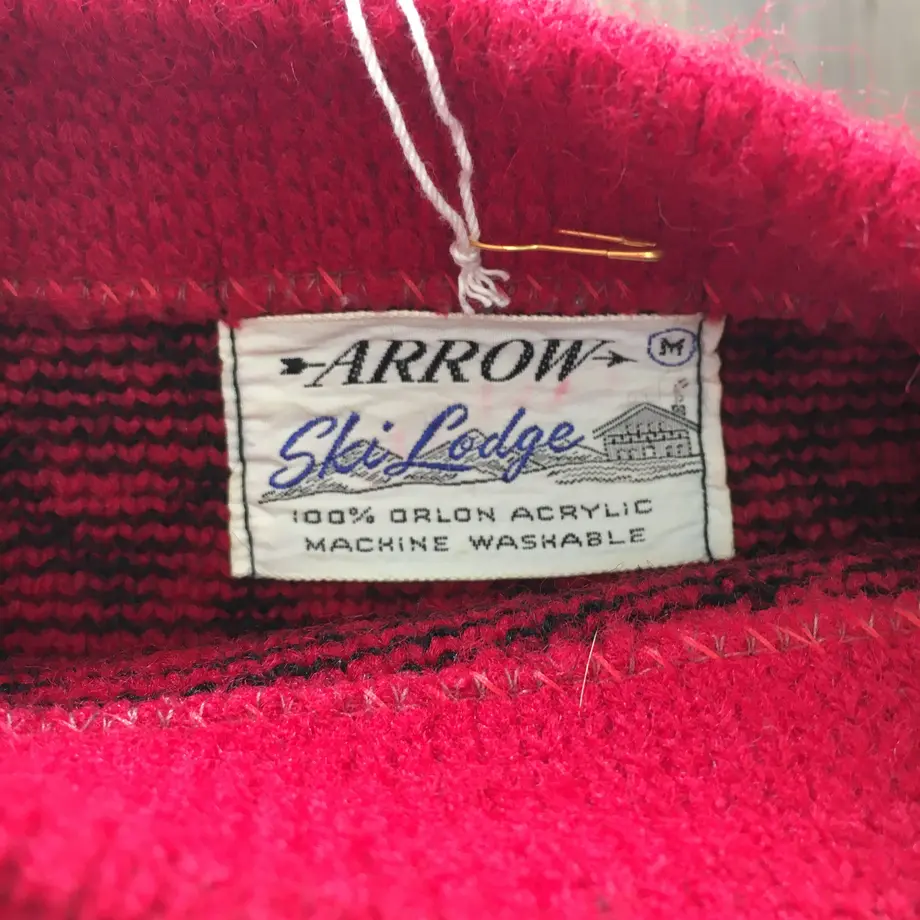 ARROW M
Ski Lodge
100% ORLON ACRYLIC
MACHINE WASHABLE